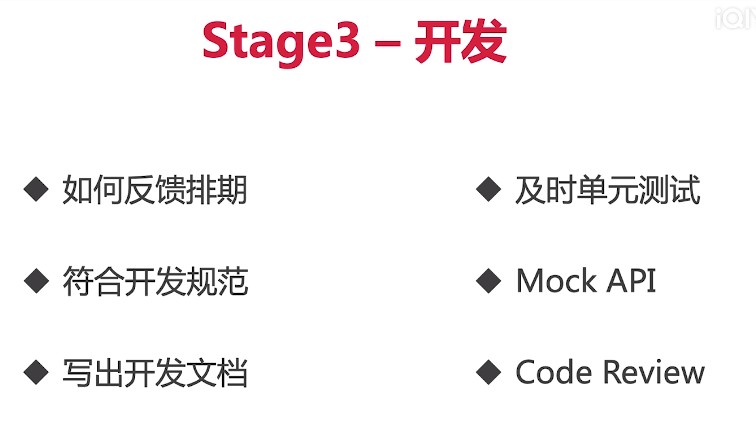 Stage3 – 开发
如何反馈排期
符合开发规范
写出开发文档
及时单元测试
Mock API
Code Review